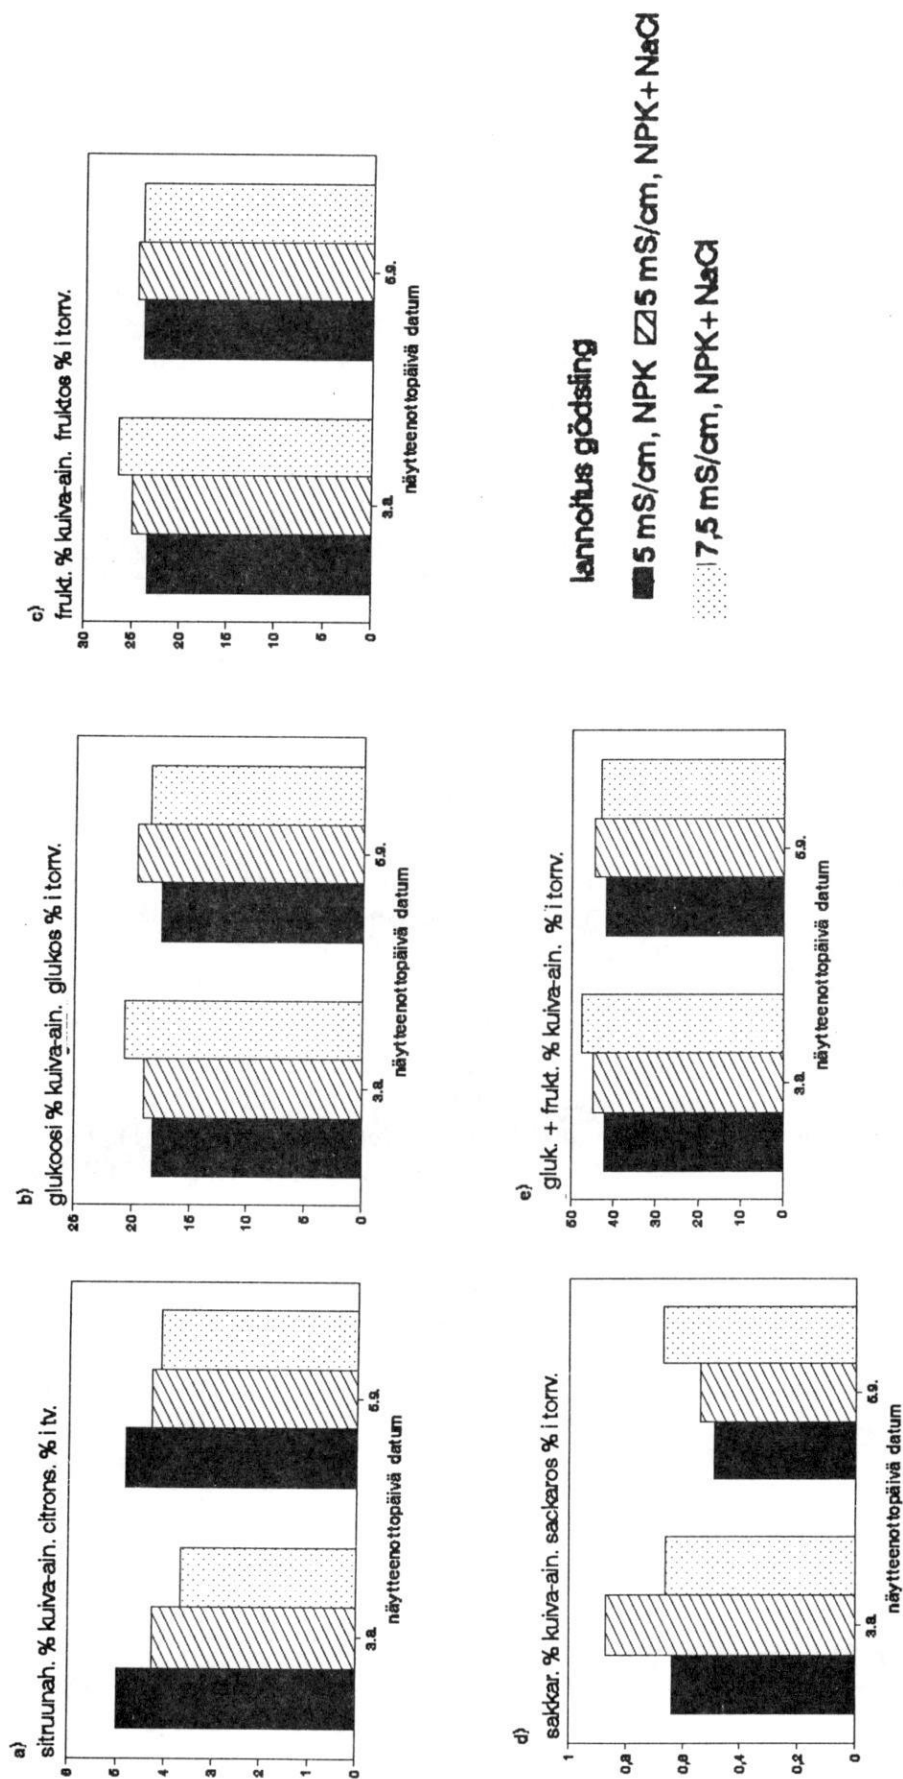 a)
sitruunah. % kuiva-ain. citrons. % i tv.
6
5
4
3
2
1
0
3.8.
5.9.
näytteenottopäivä datum
b)
glukoosi % kuiva-ain. glukos % i torrv.
25
20
15
10
5
0
3.8.
5.9.
näytteenottopäivä datum
c)
frukt. % kuiva-ain. fruktos % i torrv.
30
25
20
15
10
5
0
3.8.
5.9.
näytteenottopäivä datum
d)
sakkar. % kuiva-ain. sackaros % i torrv.
1
0,8
0,6
0,4
0,2
0
3.8.
5.9.
näytteenottopäivä datum
e)
gluk. + frukt. % kuiva-ain. % i torrv.
50
40
30
20
10
0
3.8.
5.9.
näytteenottopäivä datum
lannoitus gödsling
5 mS/cm, NPK 5 mS/cm, NPK+NaCl
7,5 mS/cm, NPK+NaCl